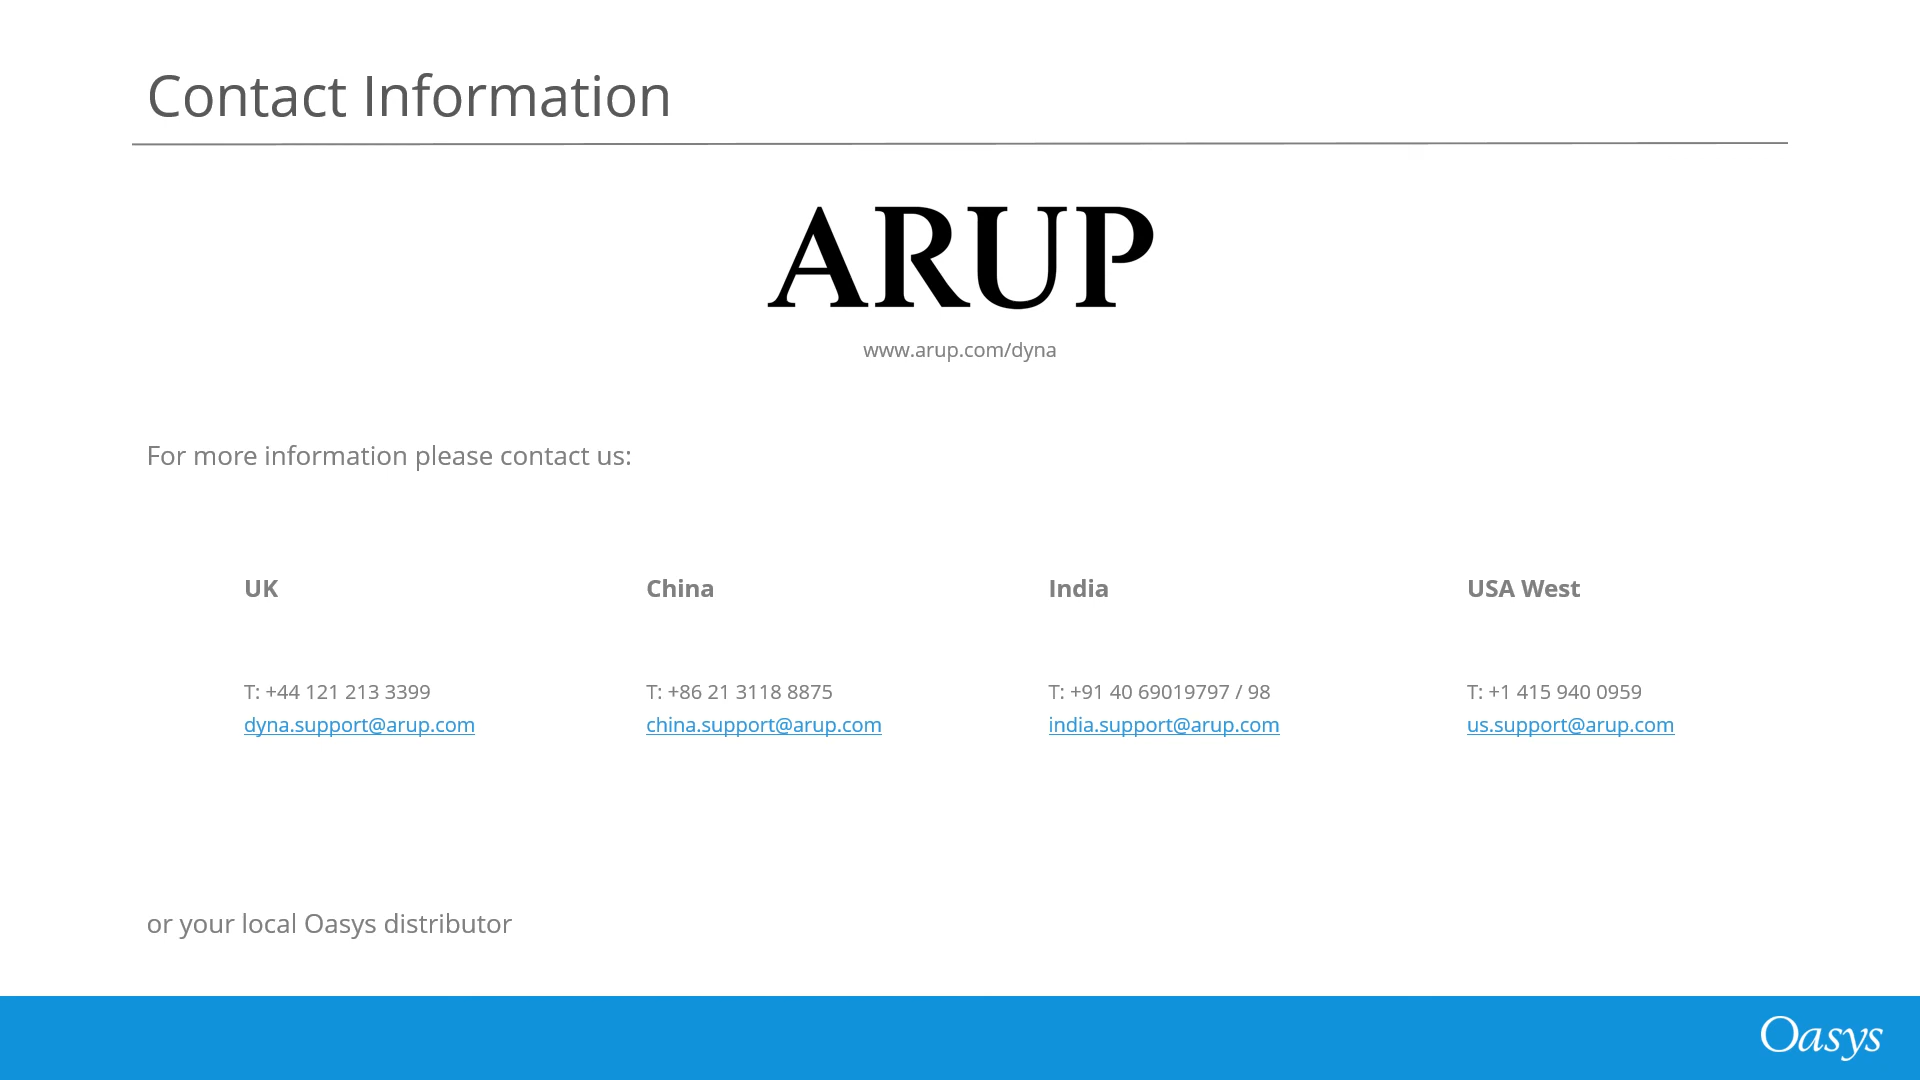 Contact Information
ARUP
www.arup.com/dyna
For more information please contact us:
UK
T: +44 121 213 3399
dyna.support@arup.com
China
T: +86 21 3118 8875
china.support@arup.com
India
T: +91 40 69019797 / 98
india.support@arup.com
USA West
T: +1 415 940 0959
us.support@arup.com
or your local Oasys distributor
Oasys